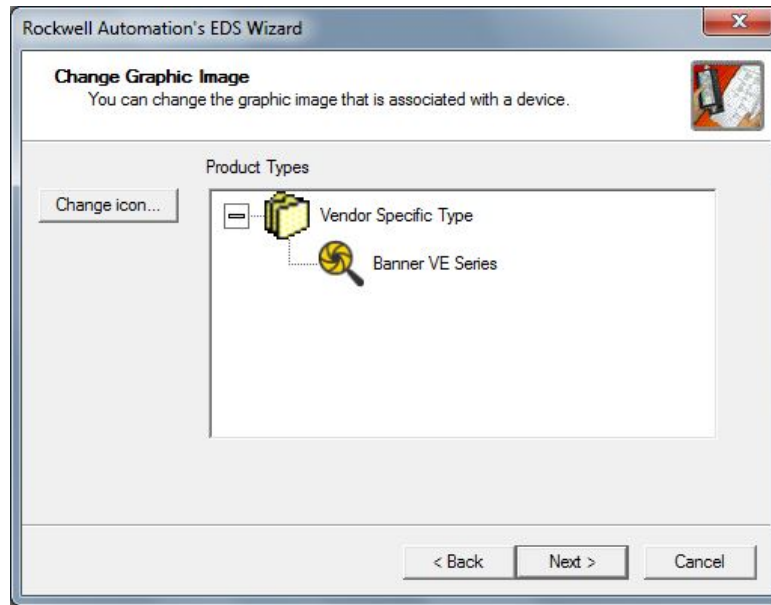 Rockwell Automation's EDS Wizard
Change Graphic Image
You can change the graphic image that is associated with a device.
Product Types
Change icon...
Vendor Specific Type
Banner VE Series
< Back
Next >
Cancel